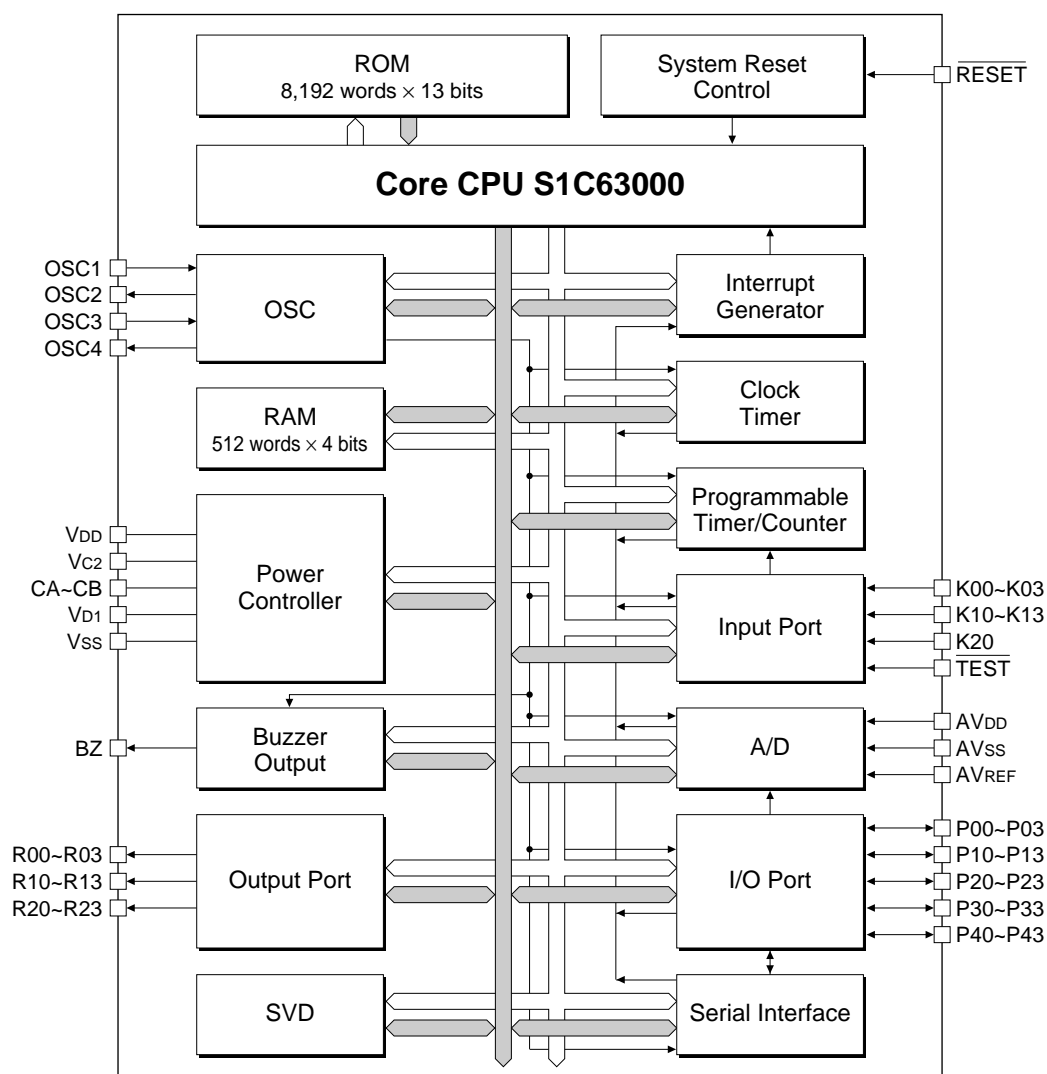 ROM
8,192 words × 13 bits
System Reset
Control
RESET
Core CPU S1C63000
OSC1
OSC2
OSC3
OSC4
OSC
Interrupt
Generator
RAM
512 words × 4 bits
Clock
Timer
Programmable
Timer/Counter
VDD
VC2
CA~CB
VD1
VSS
Power
Controller
Input Port
K00~K03
K10~K13
K20
TEST
BZ
Buzzer
Output
A/D
AVDD
AVSS
AVREF
R00~R03
R10~R13
R20~R23
Output Port
I/O Port
P00~P03
P10~P13
P20~P23
P30~P33
P40~P43
SVD
Serial Interface